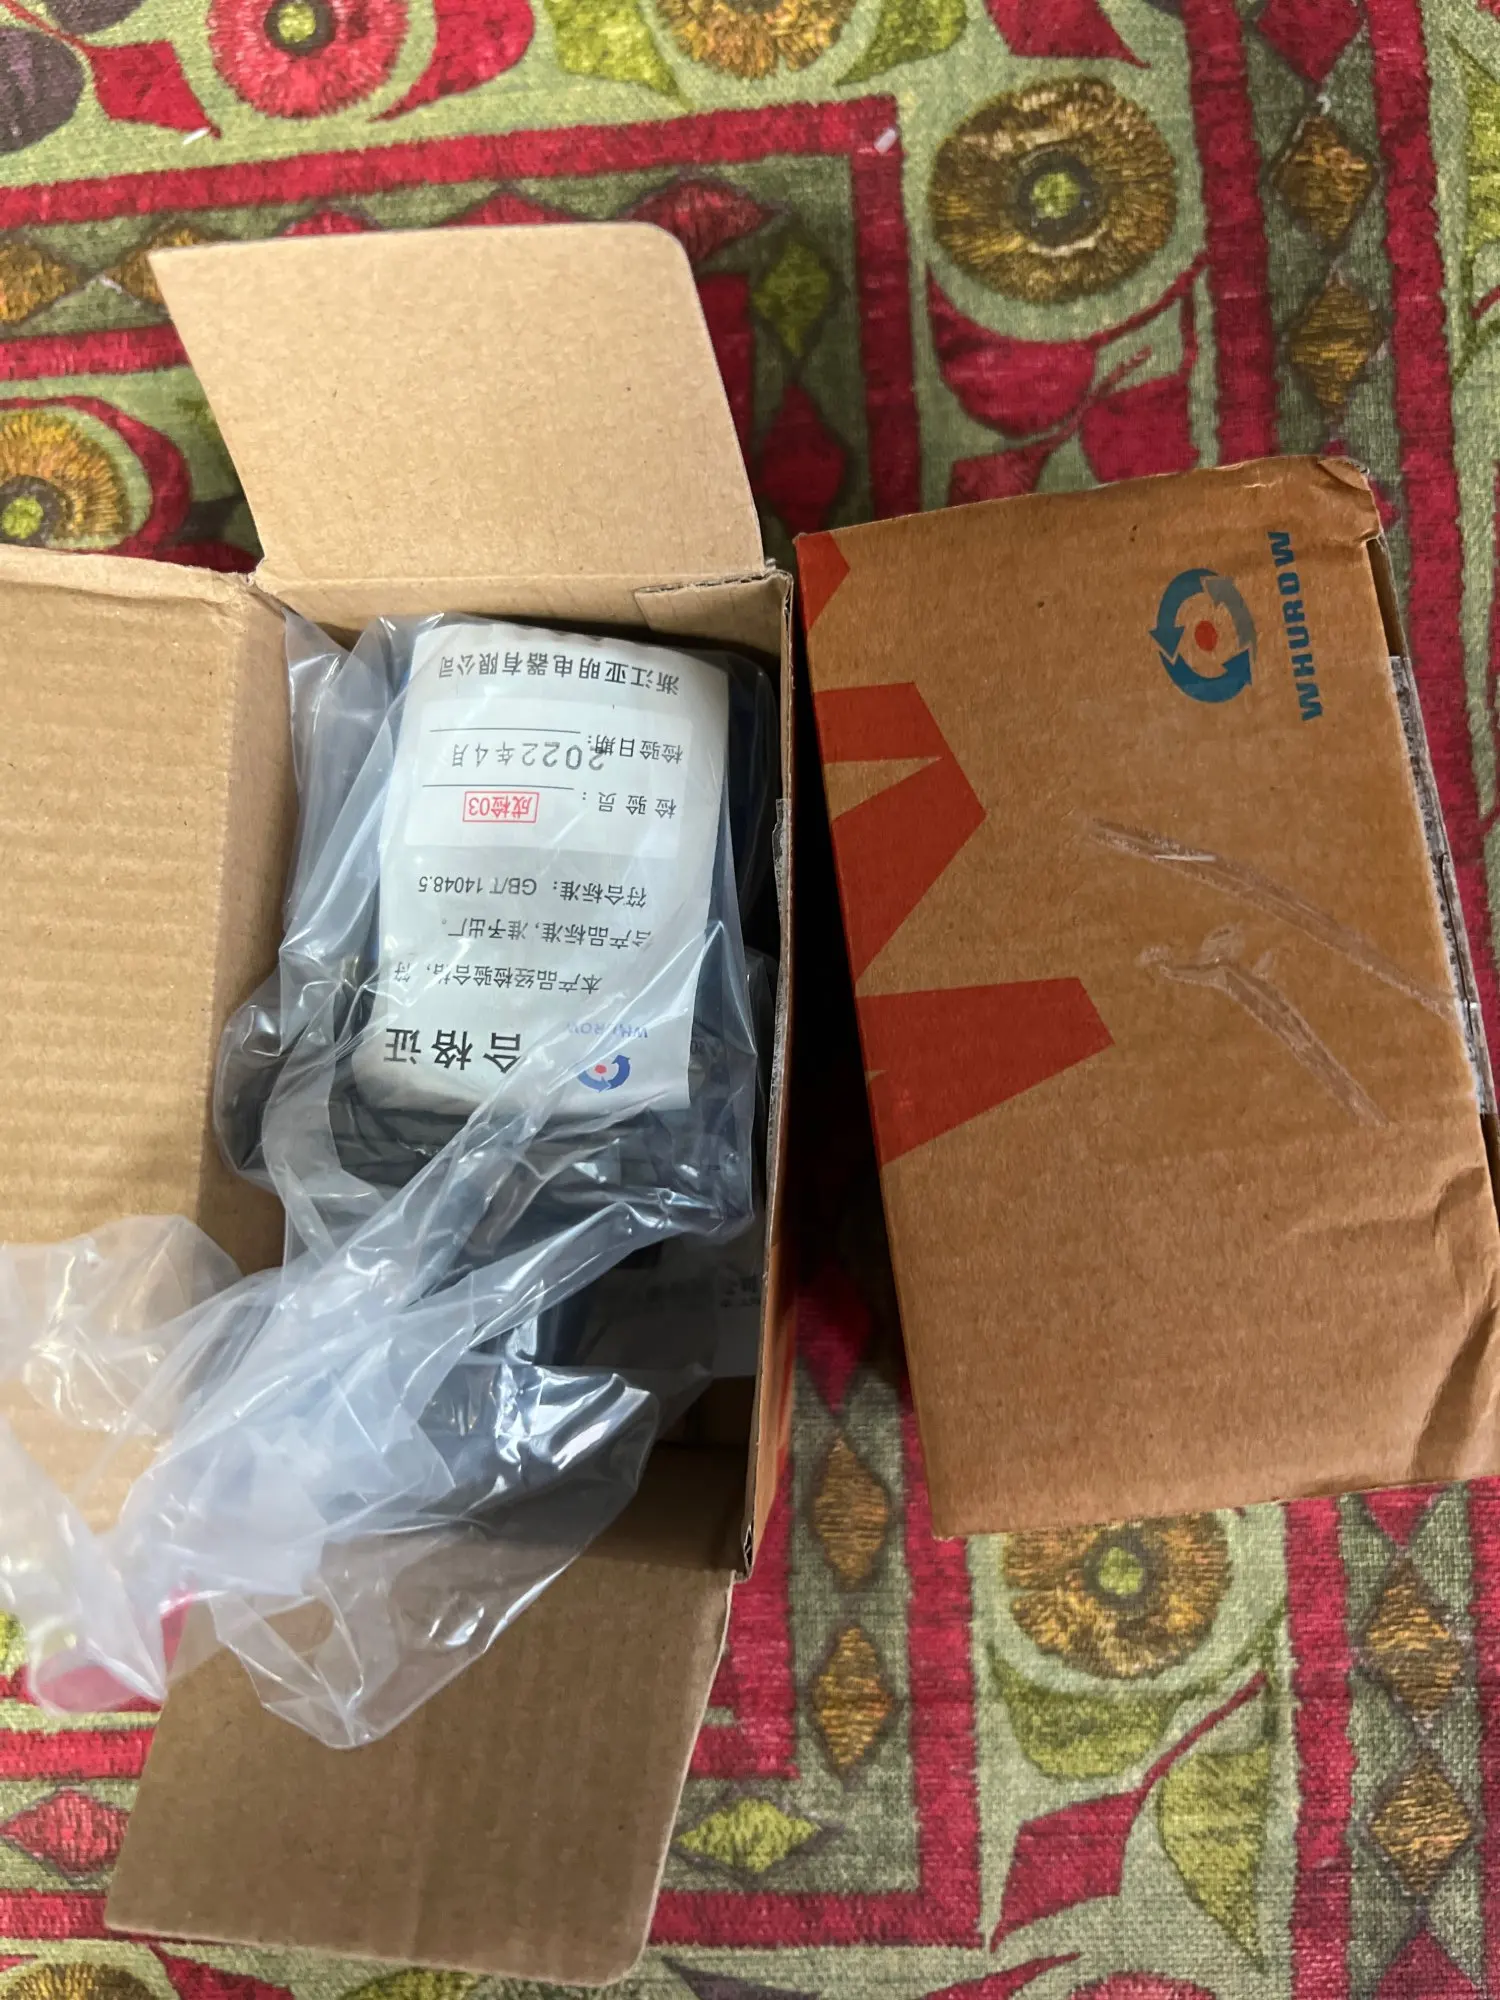 WHUROW
WHUROW
合格证
本产品经检验合格，符
合产品标准，准予出厂。
符合标准：GB/T 14048.5
检 验 员： 成检03
检验日期：2022年4月
浙江亚明电器有限公司